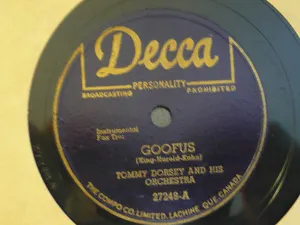 Decca
PERSONALITY
BROADCASTING PROHIBITED
Instrumental
Fox Trot
GOOFUS
(King-Harold-Kahn)
TOMMY DORSEY AND HIS
ORCHESTRA
27248-A
THE COMPO CO. LIMITED, LACHINE QUE. CANADA